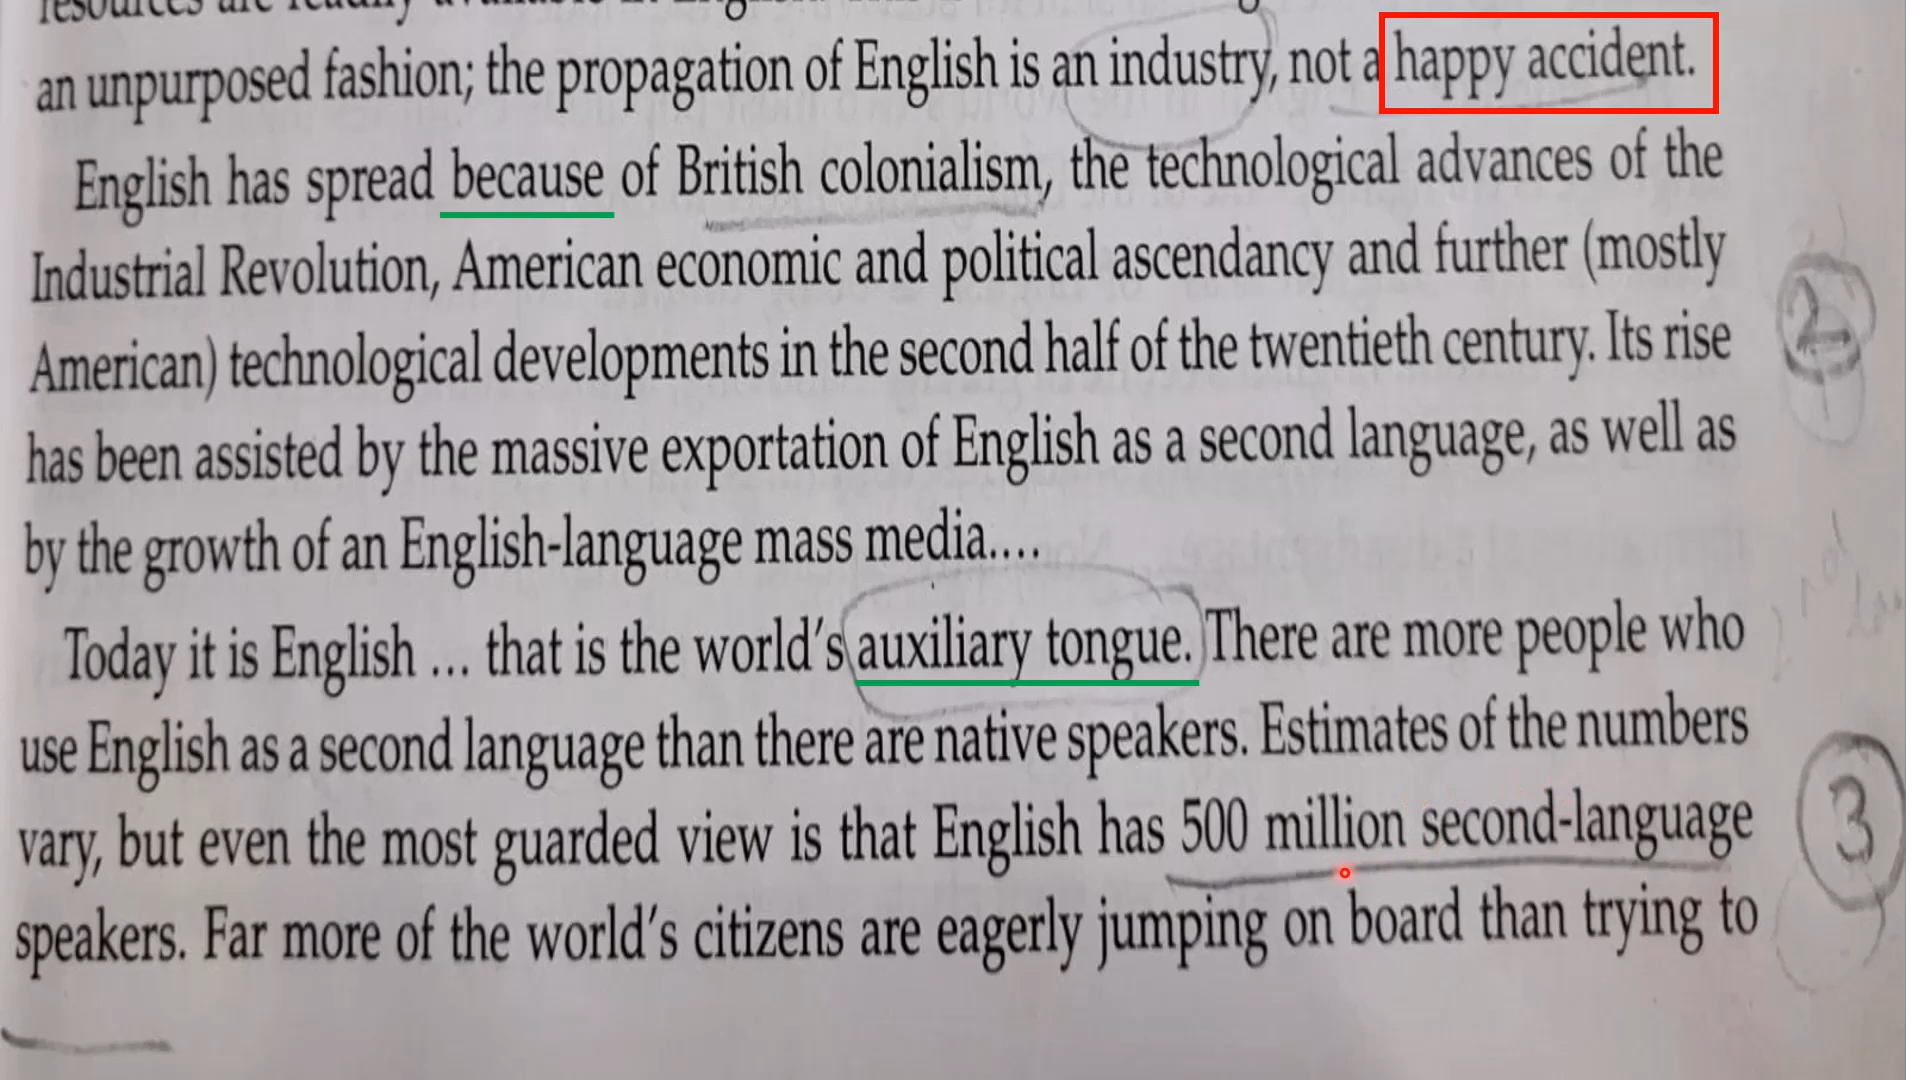 resources are readily available in English.
an unpurposed fashion; the propagation of English is an industry, not a happy accident.
English has spread because of British colonialism, the technological advances of the
Industrial Revolution, American economic and political ascendancy and further (mostly
American) technological developments in the second half of the twentieth century. Its rise
has been assisted by the massive exportation of English as a second language, as well as
by the growth of an English-language mass media....
Today it is English ... that is the world's auxiliary tongue. There are more people who
use English as a second language than there are native speakers. Estimates of the numbers
vary, but even the most guarded view is that English has 500 million second-language
speakers. Far more of the world's citizens are eagerly jumping on board than trying to
2
3